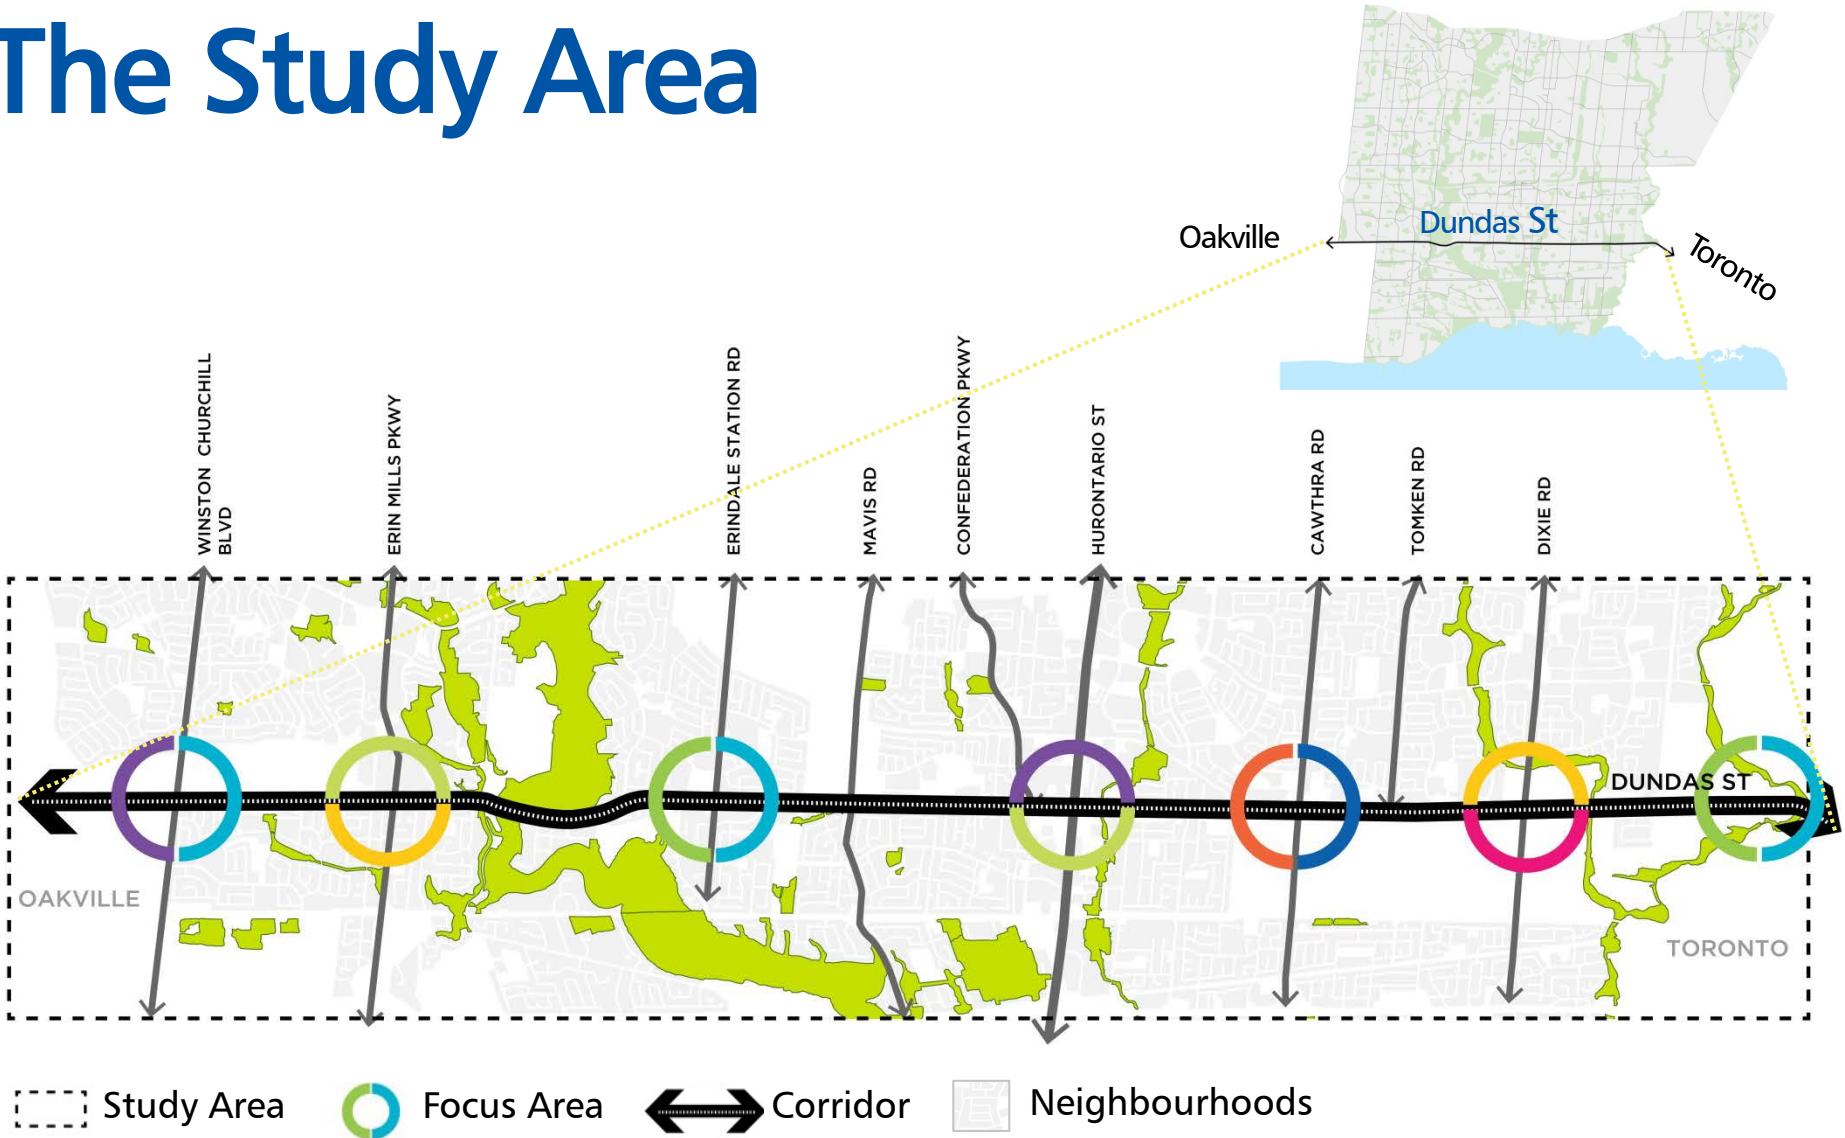 The Study Area
Oakville
Dundas St
Toronto
WINSTON CHURCHILL
BLVD
ERIN MILLS PKWY
ERINDALE STATION RD
MAVIS RD
CONFEDERATION PKWY
HURONTARIO ST
CAWTHRA RD
TOMKEN RD
DIXIE RD
DUNDAS ST
OAKVILLE
TORONTO
Study Area
Focus Area
Corridor
Neighbourhoods